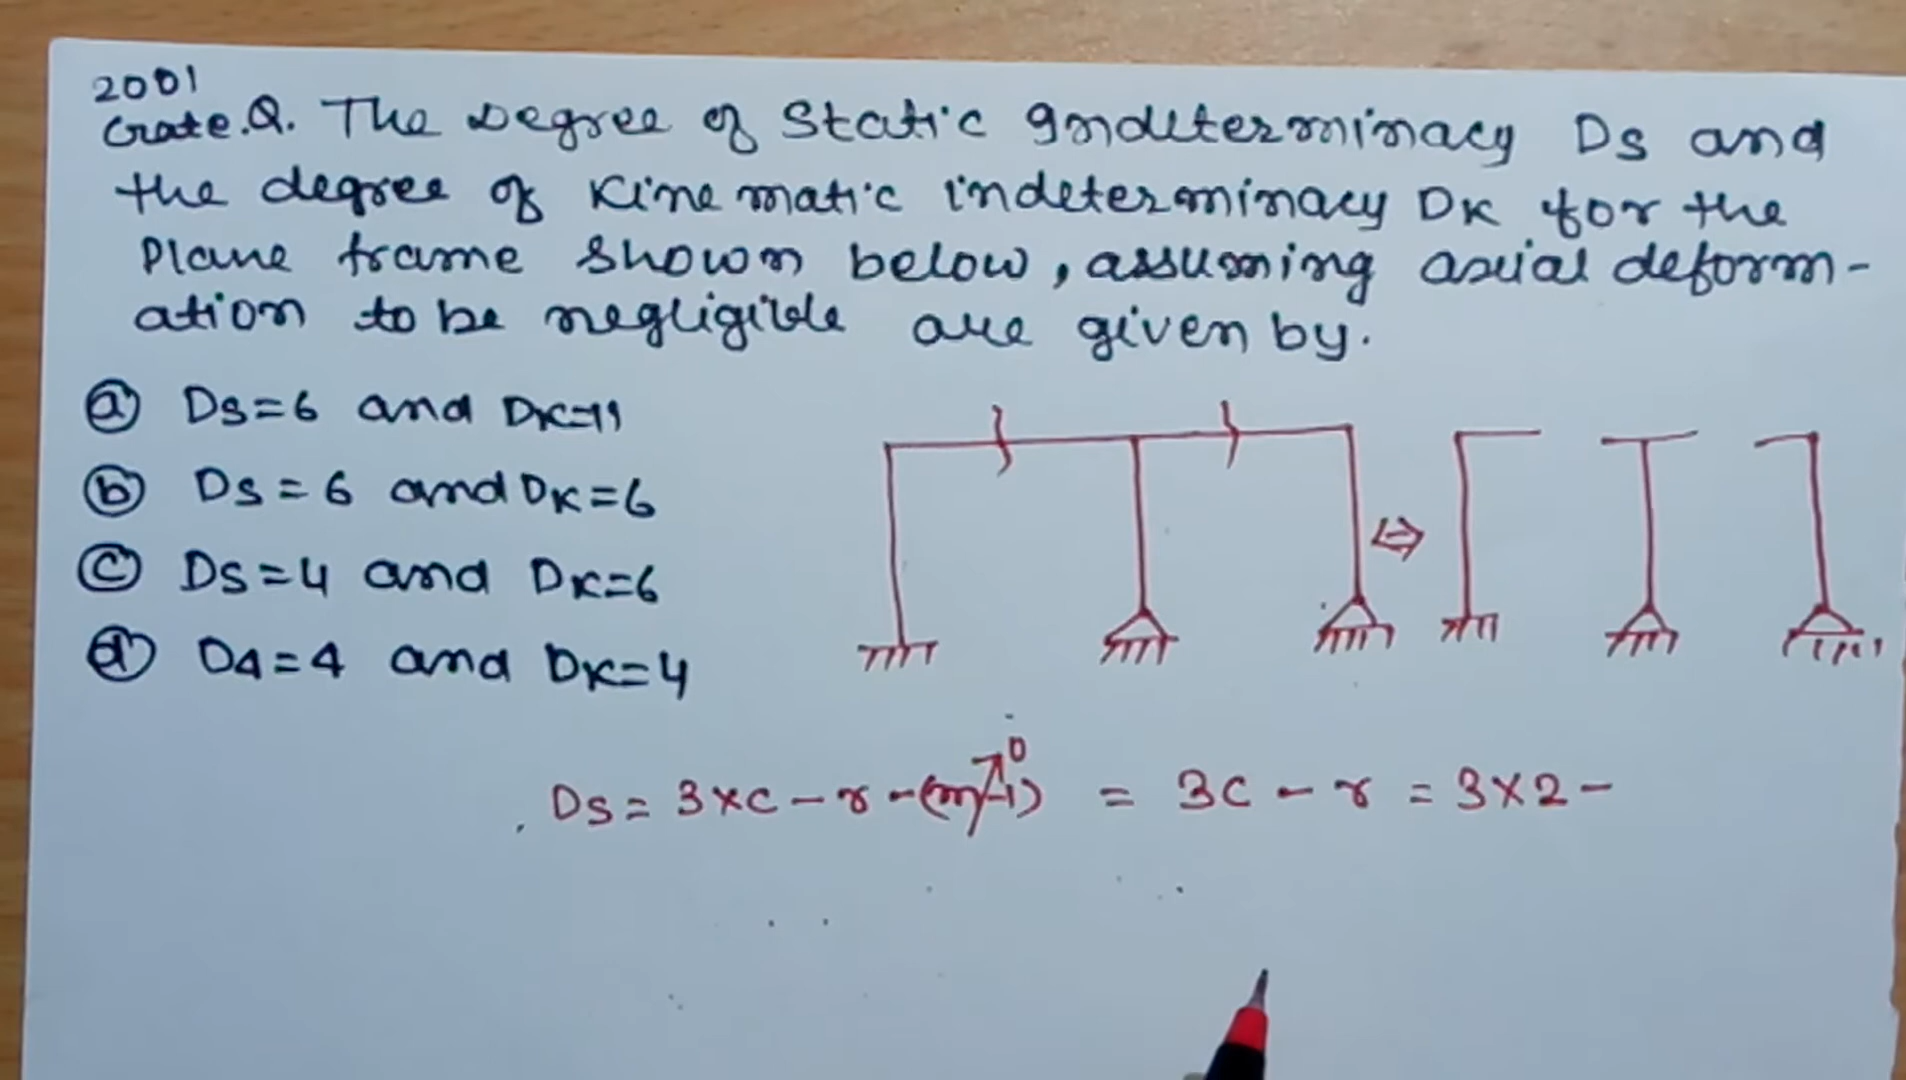 2001
Gate.Q. The Degree of Static Indeterminacy Ds and
the degree of Kinematic indeterminacy DK for the
Plane frame shown below, assuming axial deform-
ation to be negligible are given by.
ⓐ Ds=6 and DK=11
ⓑ Ds=6 and DK=6
ⓒ Ds=4 and DK=6
ⓓ Ds=4 and DK=4
Ds = 3×C - r - (m-1)→0 = 3C - r = 3×2 -